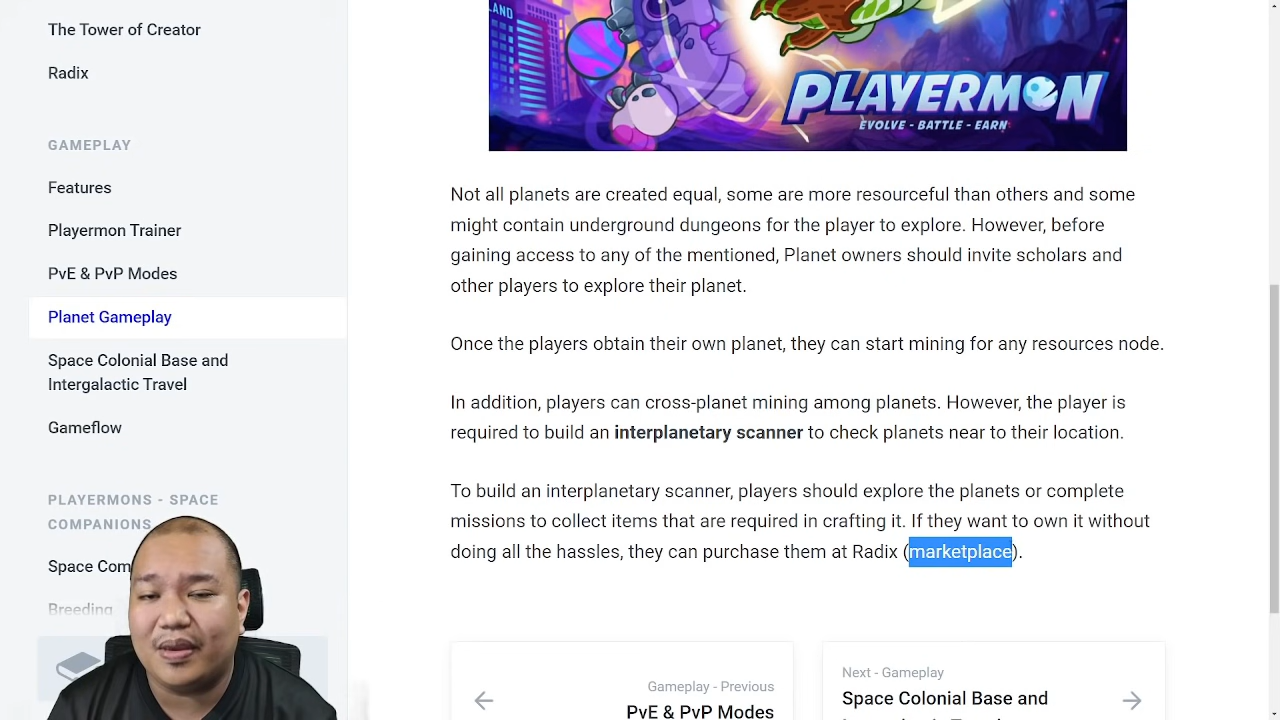 The Tower of Creator
Radix
GAMEPLAY
Features
Playermon Trainer
PvE & PvP Modes
Planet Gameplay
Space Colonial Base and
Intergalactic Travel
Gameflow
PLAYERMONS - SPACE
COMPANIONS
Space Com
Breeding
LAND
PLAYERMON
EVOLVE - BATTLE - EARN
Not all planets are created equal, some are more resourceful than others and some
might contain underground dungeons for the player to explore. However, before
gaining access to any of the mentioned, Planet owners should invite scholars and
other players to explore their planet.
Once the players obtain their own planet, they can start mining for any resources node.
In addition, players can cross-planet mining among planets. However, the player is
required to build an interplanetary scanner to check planets near to their location.
To build an interplanetary scanner, players should explore the planets or complete
missions to collect items that are required in crafting it. If they want to own it without
doing all the hassles, they can purchase them at Radix (marketplace).
Gameplay - Previous
PvE & PvP Modes
Next - Gameplay
Space Colonial Base and